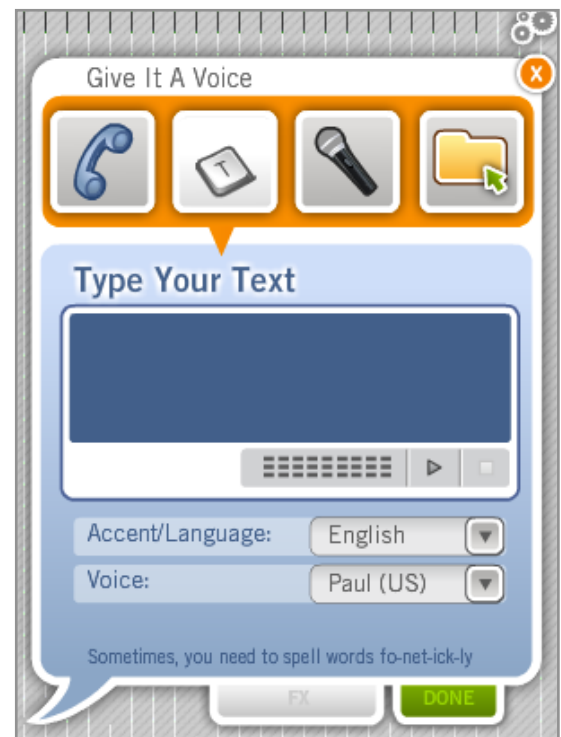 Give It A Voice
X
T
Type Your Text
Accent/Language: English
Voice: Paul (US)
Sometimes, you need to spell words fo-net-ick-ly
FX DONE